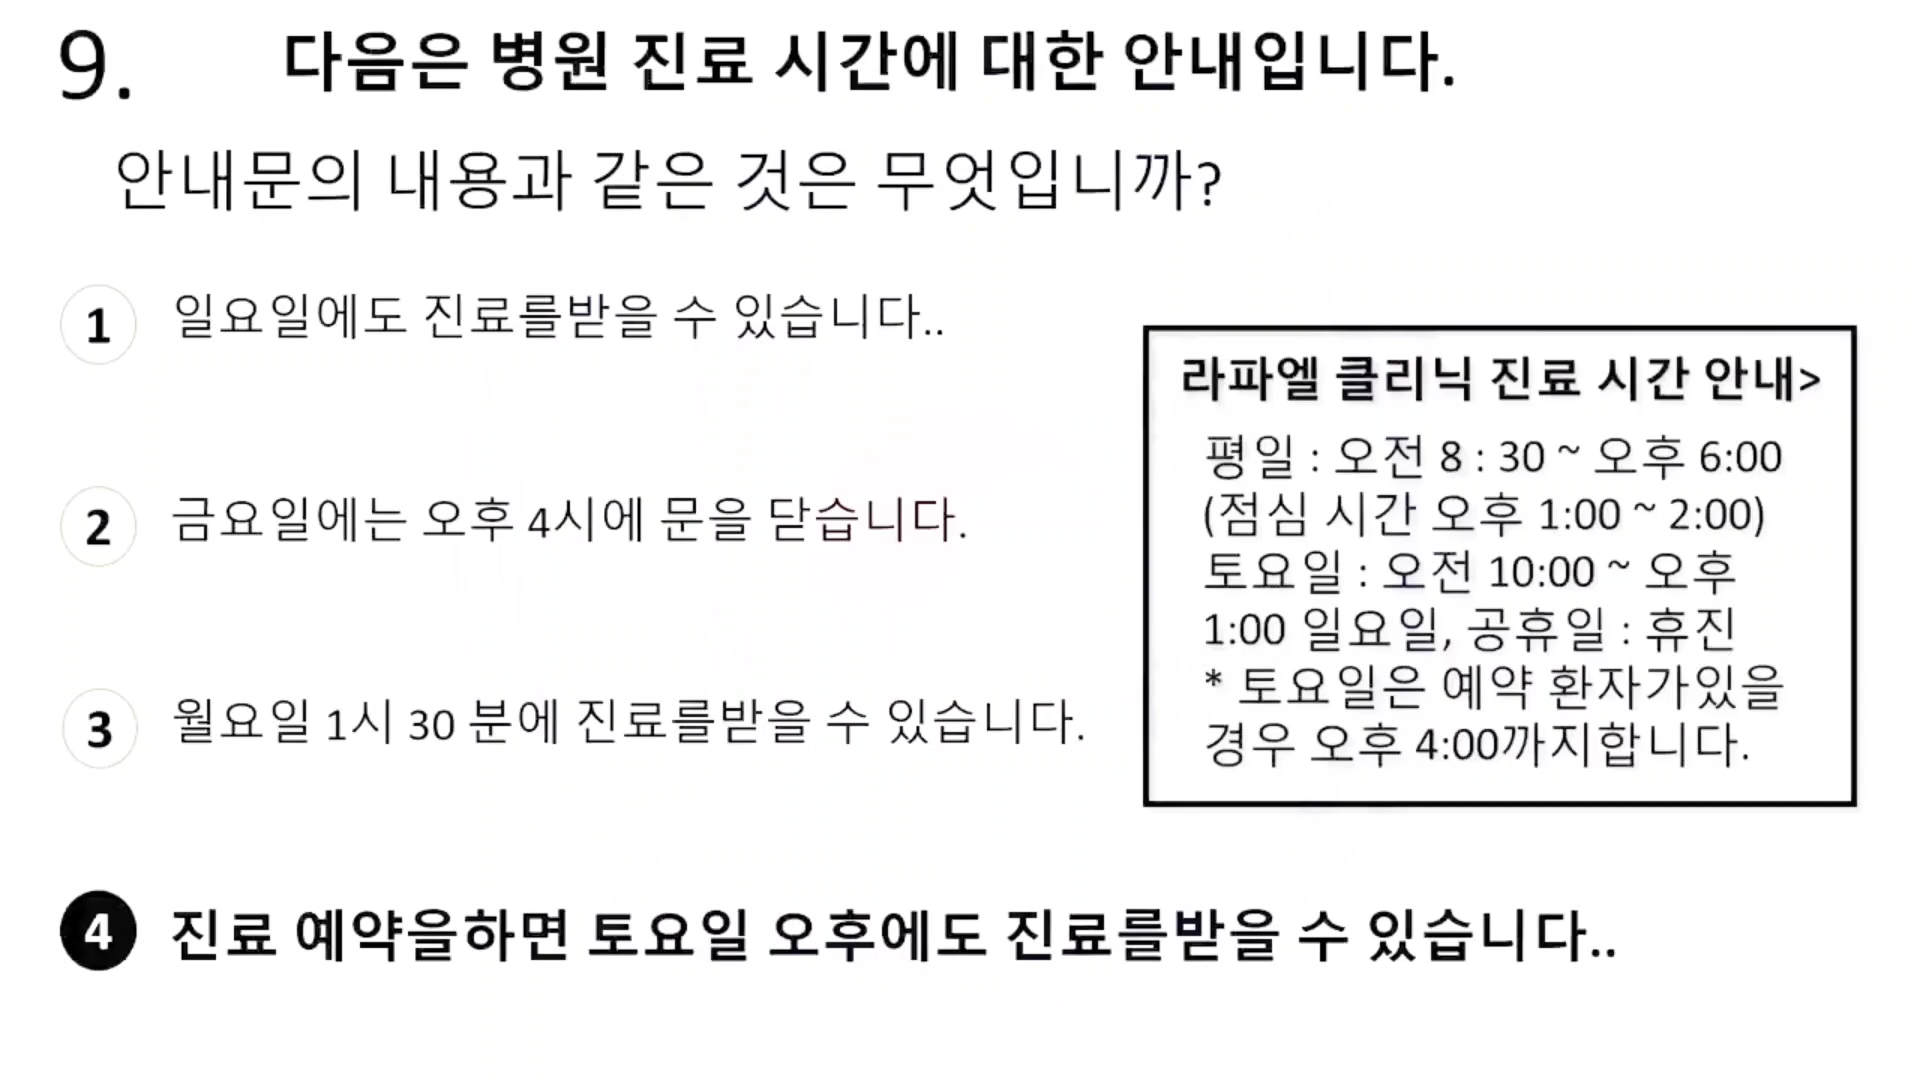 9. 다음은 병원 진료 시간에 대한 안내입니다.
안내문의 내용과 같은 것은 무엇입니까?
1 일요일에도 진료를받을 수 있습니다..
2 금요일에는 오후 4시에 문을 닫습니다.
3 월요일 1시 30 분에 진료를받을 수 있습니다.
4 진료 예약을하면 토요일 오후에도 진료를받을 수 있습니다..
라파엘 클리닉 진료 시간 안내>
평일 : 오전 8 : 30 ~ 오후 6:00
(점심 시간 오후 1:00 ~ 2:00)
토요일 : 오전 10:00 ~ 오후
1:00 일요일, 공휴일 : 휴진
* 토요일은 예약 환자가있을
경우 오후 4:00까지합니다.